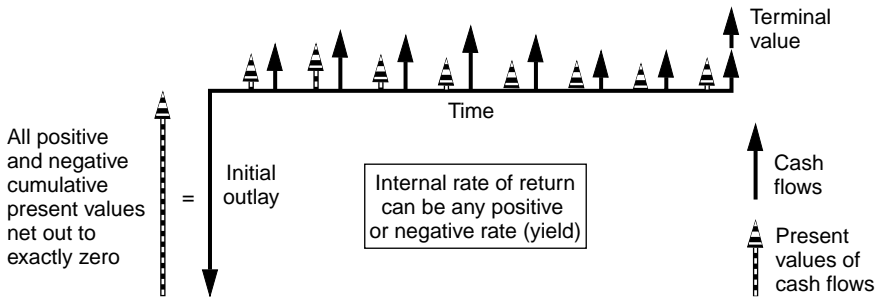 Terminal
value
Time
All positive
and negative
cumulative
present values
net out to
exactly zero
=
Initial
outlay
Internal rate of return
can be any positive
or negative rate (yield)
Cash
flows
Present
values of
cash flows